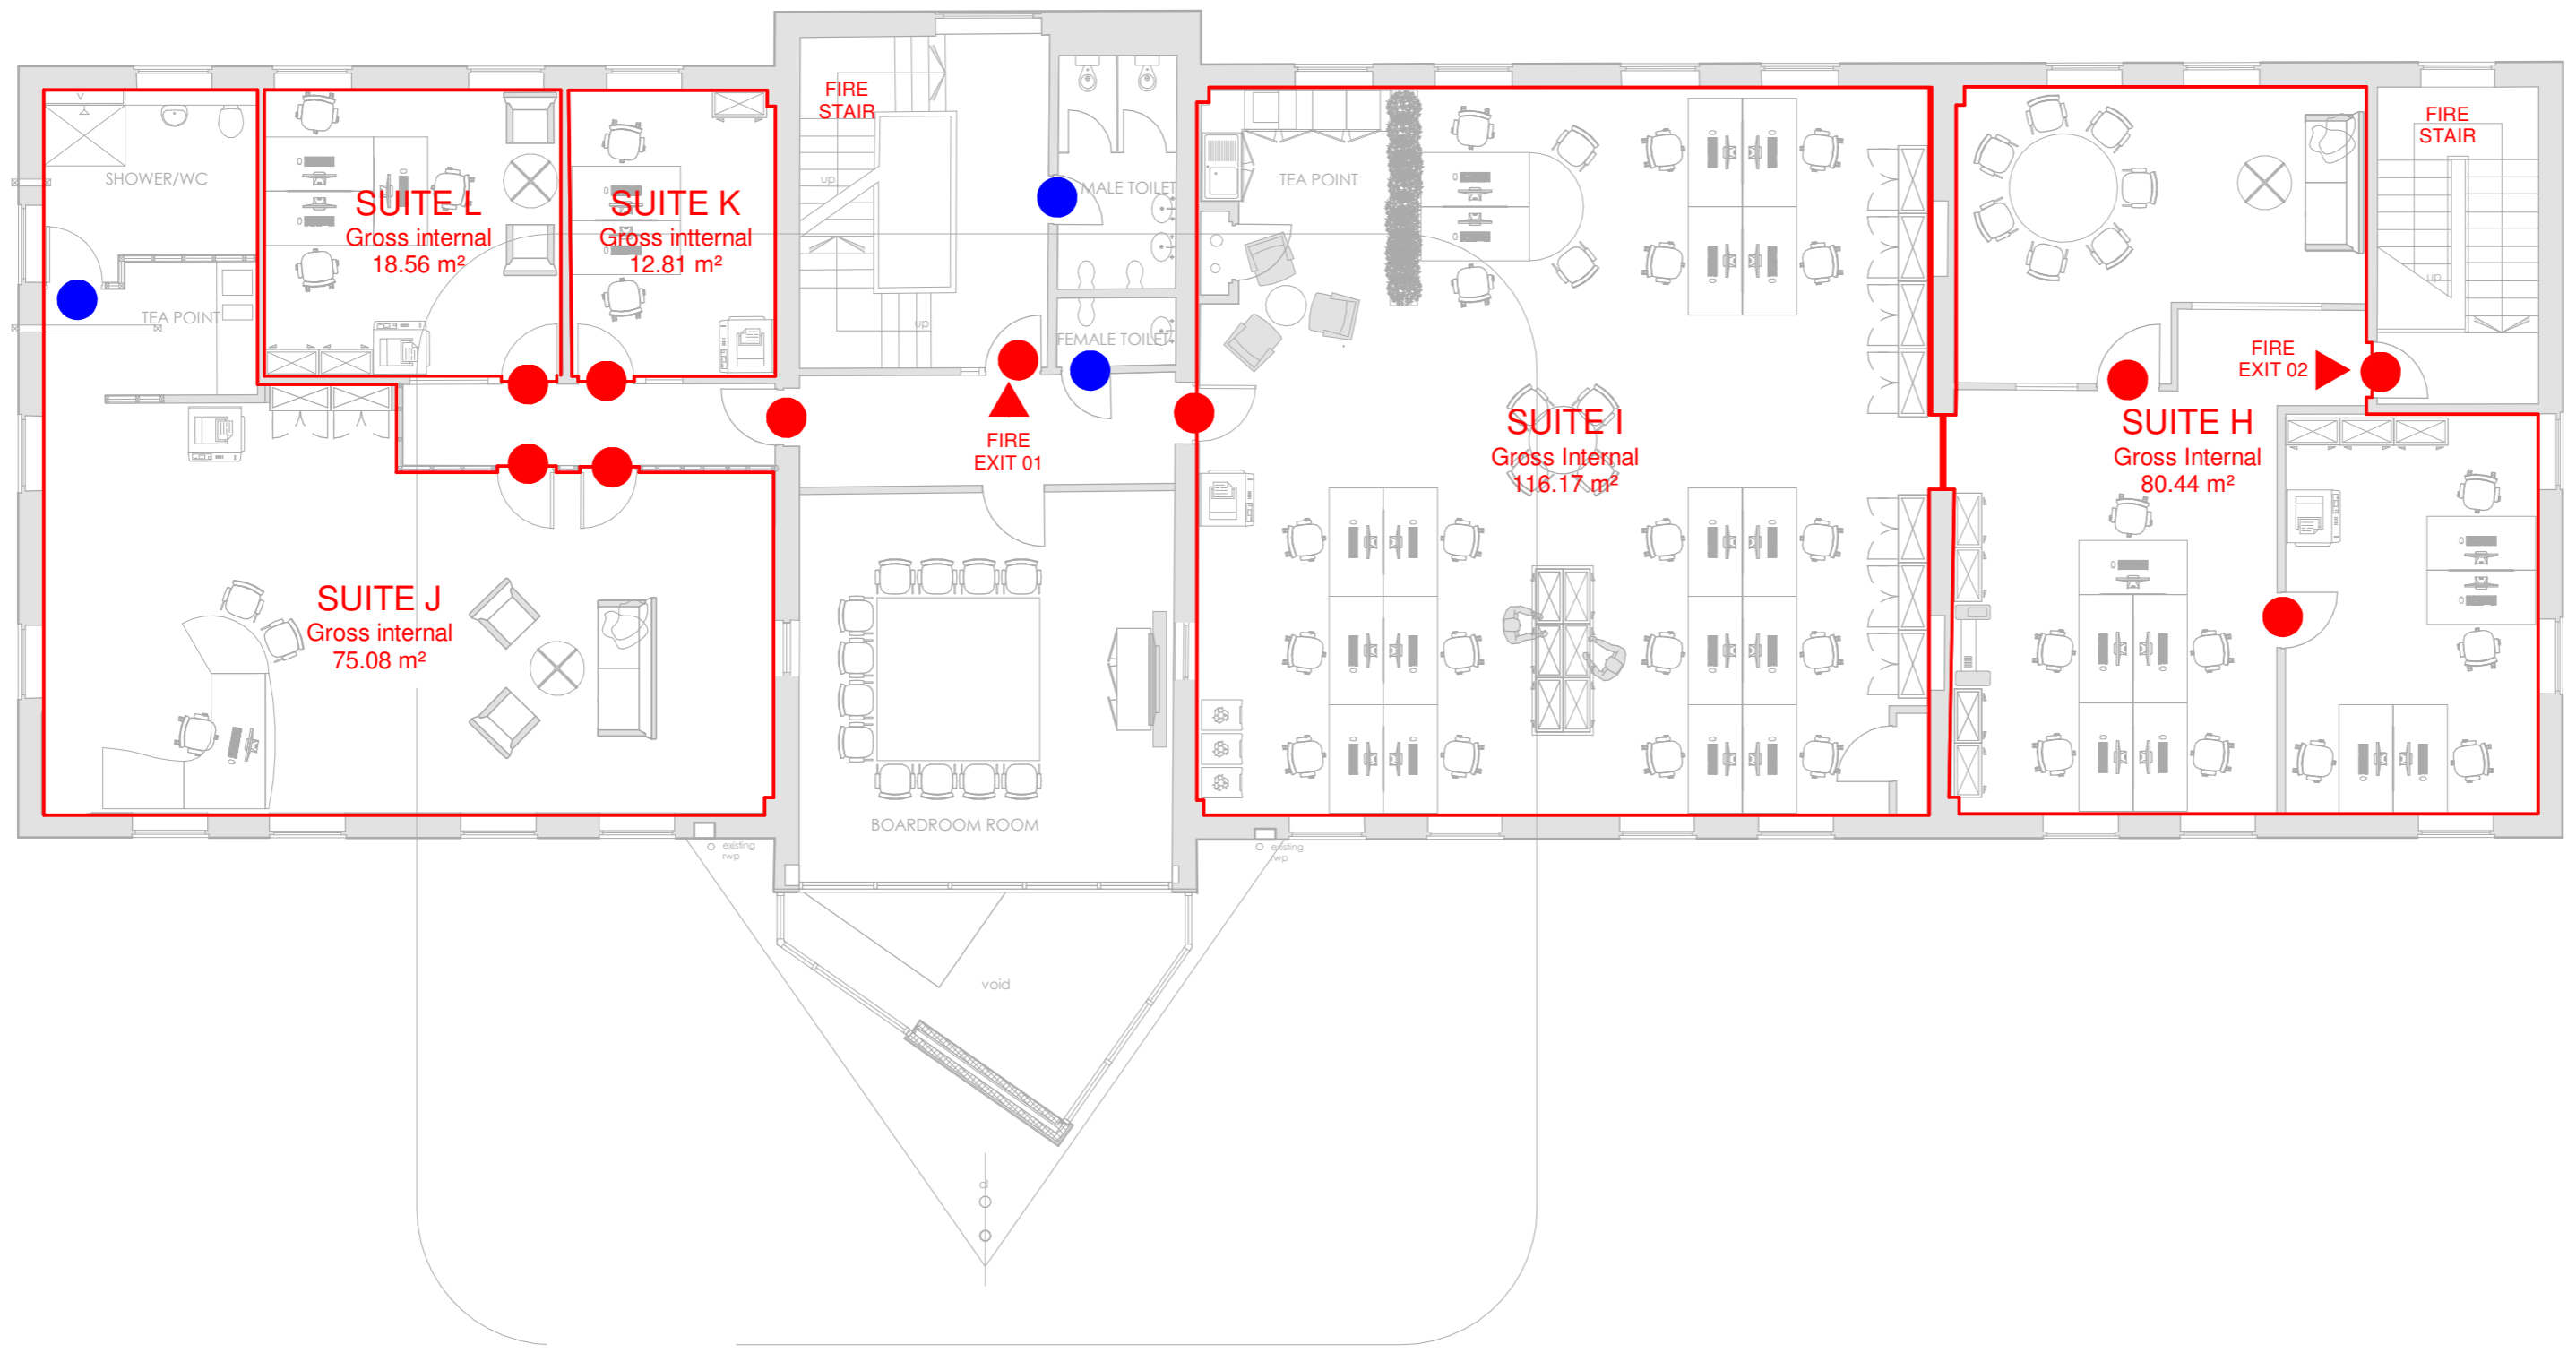 SHOWER/WC
TEA POINT
SUITE L
Gross internal
18.56 m²
SUITE K
Gross intternal
12.81 m²
FIRE
STAIR
up
up
MALE TOILET
FEMALE TOILET
FIRE
EXIT 01
TEA POINT
SUITE I
Gross Internal
116.17 m²
FIRE
STAIR
up
FIRE
EXIT 02
SUITE H
Gross Internal
80.44 m²
SUITE J
Gross internal
75.08 m²
BOARDROOM ROOM
existing
rwp
existing
rwp
void